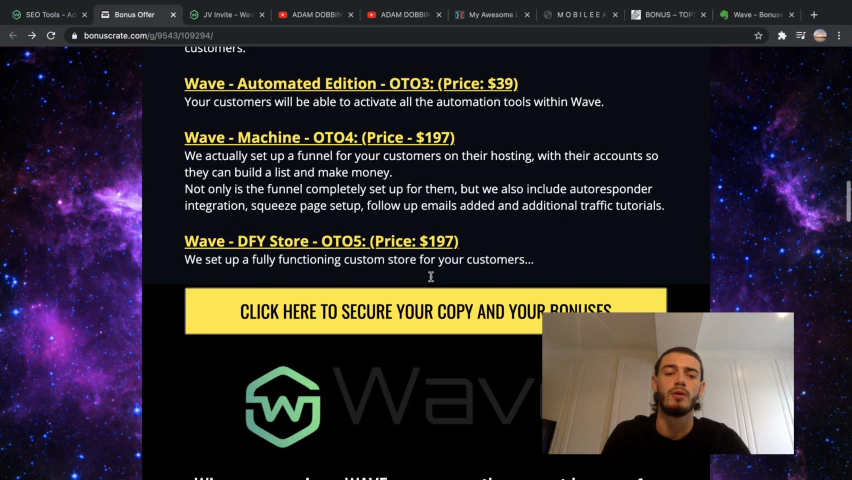 SEO Tools - Ad
Bonus Offer
JV Invite - Wav
ADAM DOBBIN
ADAM DOBBIN
My Awesome L
M O B I L E E A
BONUS – TOP
Wave - Bonus
bonuscrate.com/g/9543/109294/
customers.
Wave - Automated Edition - OTO3: (Price: $39)
Your customers will be able to activate all the automation tools within Wave.
Wave - Machine - OTO4: (Price - $197)
We actually set up a funnel for your customers on their hosting, with their accounts so
they can build a list and make money.
Not only is the funnel completely set up for them, but we also include autoresponder
integration, squeeze page setup, follow up emails added and additional traffic tutorials.
Wave - DFY Store - OTO5: (Price: $197)
We set up a fully functioning custom store for your customers...
CLICK HERE TO SECURE YOUR COPY AND YOUR BONUSES
Wav